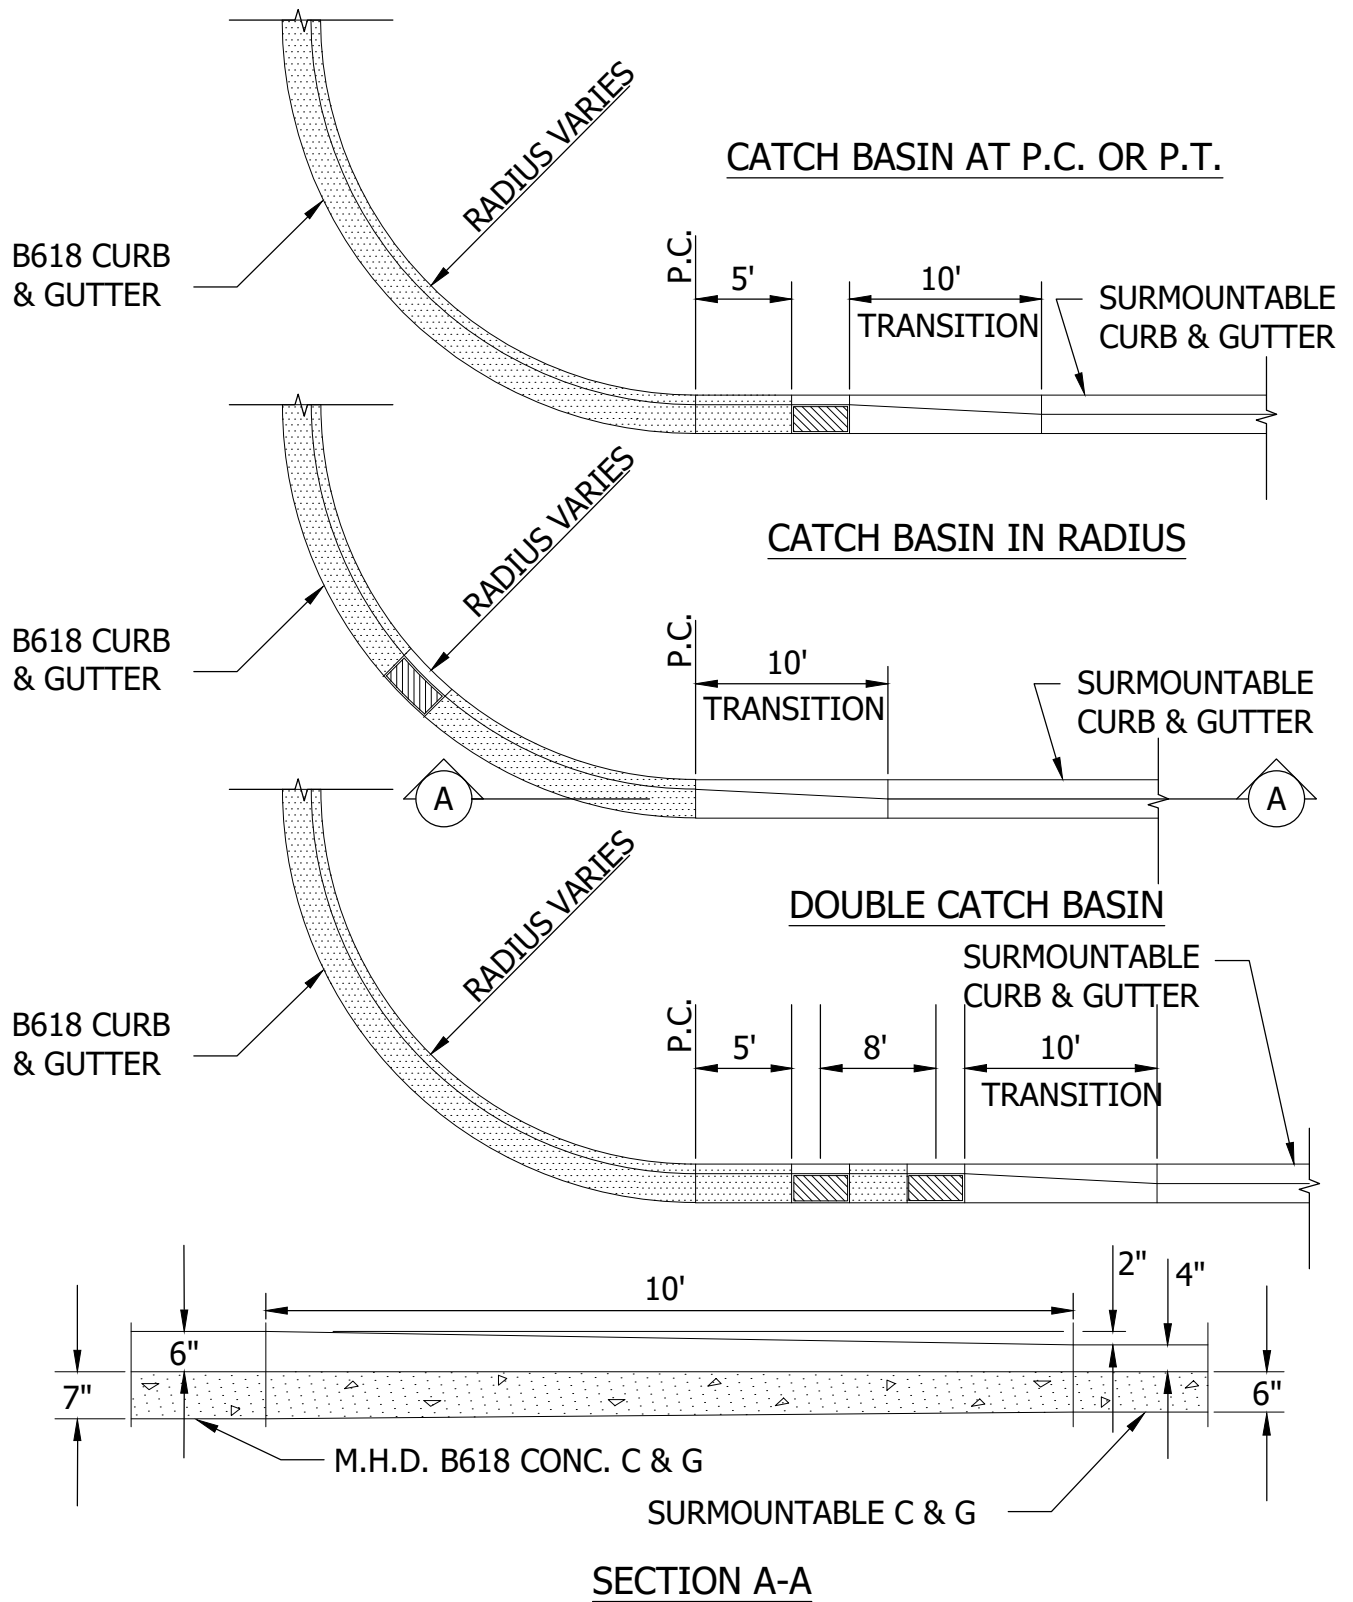 RADIUS VARIES
CATCH BASIN AT P.C. OR P.T.
B618 CURB
& GUTTER
P.C.
5'
10'
TRANSITION
SURMOUNTABLE
CURB & GUTTER
RADIUS VARIES
CATCH BASIN IN RADIUS
B618 CURB
& GUTTER
P.C.
10'
TRANSITION
SURMOUNTABLE
CURB & GUTTER
A
A
RADIUS VARIES
DOUBLE CATCH BASIN
SURMOUNTABLE
CURB & GUTTER
B618 CURB
& GUTTER
P.C.
5'
8'
10'
TRANSITION
10'
2"
4"
6"
7"
6"
M.H.D. B618 CONC. C & G
SURMOUNTABLE C & G
SECTION A-A